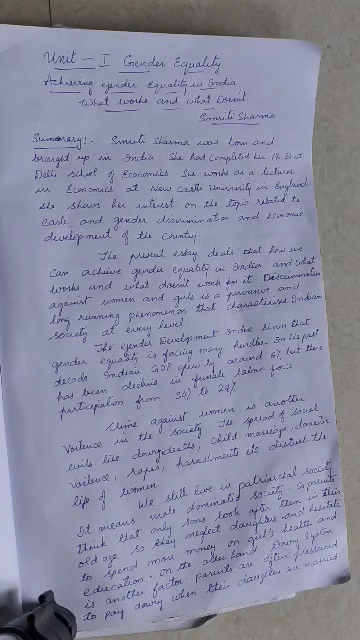 Unit - I Gender Equality
Achieving gender Equality in India
What works and what Doesn't
Smriti Sharma
Summary:- Smriti Sharma was born and
brought up in India. She had completed her Ph.D at
Delhi school of Economics. She works as a lecturer
in Economics at New Castle University in England
She shows her interest on the topic related to
caste and gender discrimination and economic
development of the country.
The present essay deals that how we
can achieve gender equality in India and what
works and what doesn't work for it. Discrimination
against women and girls is a pervasive and
long running phenomenon that characterises Indian
society at every level
The gender Development Index shows that
gender equality is facing many hurdles. In the past
decade Indian GDP grew by around 6% but there
has been decline in female labour force
participation from 34% to 27%
Crime against women is another
Voilence in the society. The spread of social
evils like dowry deaths, child marriage, domestic
voilence, rapes, harassments etc disturb the
life of women
We still live in patriarchal society
It means male dominated society. So parents
think that only sons look after them in their
old age so they neglect daughters and hesitate
to spend more money on girl's health and
education. On the other hand Dowry System
is another factor. parents are often pressured
to pay dowry when their daughters are married.